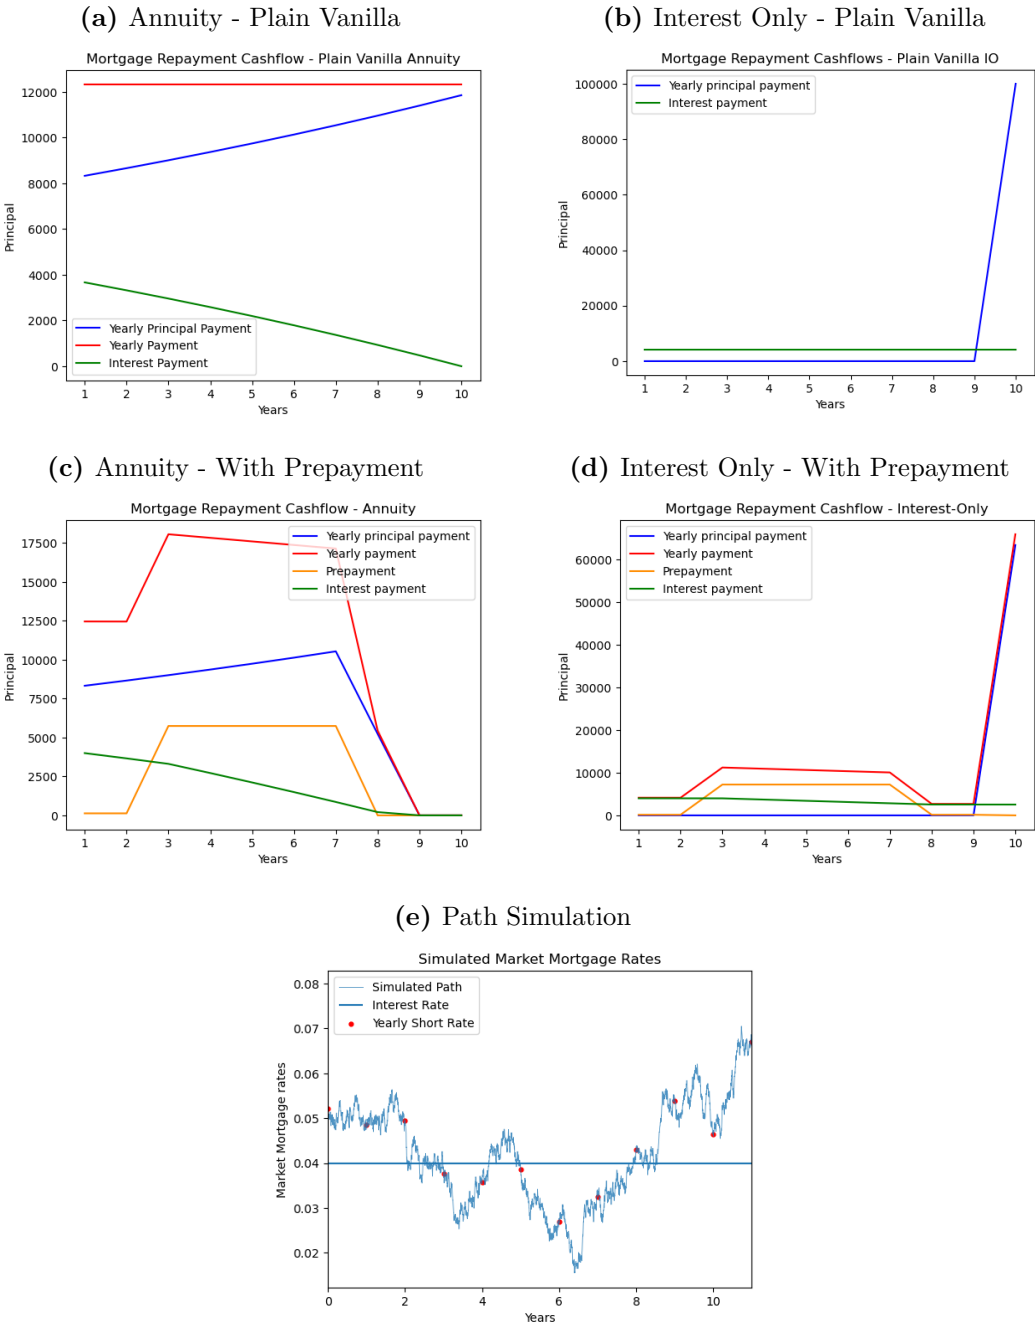 (a) Annuity - Plain Vanilla
Mortgage Repayment Cashflow - Plain Vanilla Annuity
12000
10000
8000
6000
4000
2000
0
Principal
Yearly Principal Payment
Yearly Payment
Interest Payment
1 2 3 4 5 6 7 8 9 10
Years
(b) Interest Only - Plain Vanilla
Mortgage Repayment Cashflows - Plain Vanilla IO
100000
80000
60000
40000
20000
0
Principal
Yearly principal payment
Interest payment
1 2 3 4 5 6 7 8 9 10
Years
(c) Annuity - With Prepayment
Mortgage Repayment Cashflow - Annuity
17500
15000
12500
10000
7500
5000
2500
0
Principal
Yearly principal payment
Yearly payment
Prepayment
Interest payment
1 2 3 4 5 6 7 8 9 10
Years
(d) Interest Only - With Prepayment
Mortgage Repayment Cashflow - Interest-Only
60000
50000
40000
30000
20000
10000
0
Principal
Yearly principal payment
Yearly payment
Prepayment
Interest payment
1 2 3 4 5 6 7 8 9 10
Years
(e) Path Simulation
Simulated Market Mortgage Rates
0.08
0.07
0.06
0.05
0.04
0.03
0.02
Market Mortgage rates
Simulated Path
Interest Rate
Yearly Short Rate
0 2 4 6 8 10
Years